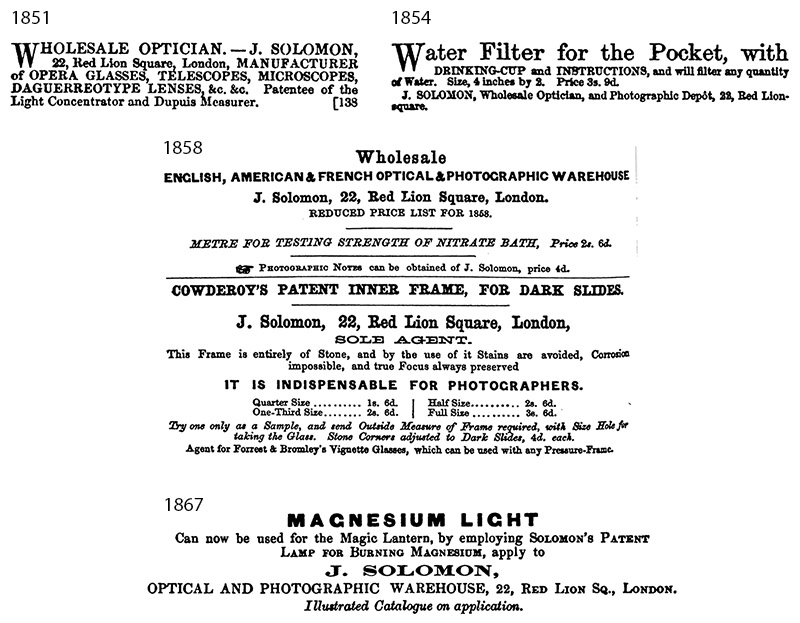 1851
WHOLESALE OPTICIAN. — J. SOLOMON,
22, Red Lion Square, London, MANUFACTURER
of OPERA GLASSES, TELESCOPES, MICROSCOPES,
DAGUERREOTYPE LENSES, &c. &c. Patentee of the
Light Concentrator and Dupuis Measurer. [138
1854
Water Filter for the Pocket, with
DRINKING-CUP and INSTRUCTIONS, and will filter any quantity
of Water. Size, 4 inches by 2. Price 3s. 9d.
J. SOLOMON, Wholesale Optician, and Photographic Depôt, 22, Red Lion-
square.
1858
Wholesale
ENGLISH, AMERICAN & FRENCH OPTICAL & PHOTOGRAPHIC WAREHOUSE
J. Solomon, 22, Red Lion Square, London.
REDUCED PRICE LIST FOR 1858.
METRE FOR TESTING STRENGTH OF NITRATE BATH, Price 2s. 6d.
☞ PHOTOGRAPHIC NOTES can be obtained of J. Solomon, price 4d.
COWDEROY'S PATENT INNER FRAME, FOR DARK SLIDES.
J. Solomon, 22, Red Lion Square, London,
SOLE AGENT.
This Frame is entirely of Stone, and by the use of it Stains are avoided, Corrosion
impossible, and true Focus always preserved
IT IS INDISPENSABLE FOR PHOTOGRAPHERS.
Quarter Size .......... 1s. 6d. | Half Size.......... 2s. 6d.
One-Third Size........ 2s. 6d. | Full Size .......... 3s. 6d.
Try one only as a Sample, and send Outside Measure of Frame required, with Size Hole for
taking the Glass. Stone Corners adjusted to Dark Slides, 4d. each.
Agent for Forrest & Bromley's Vignette Glasses, which can be used with any Pressure-Frame.
1867
MAGNESIUM LIGHT
Can now be used for the Magic Lantern, by employing SOLOMON'S PATENT
LAMP FOR BURNING MAGNESIUM, apply to
J. SOLOMON,
OPTICAL AND PHOTOGRAPHIC WAREHOUSE, 22, RED LION SQ., LONDON.
Illustrated Catalogue on application.